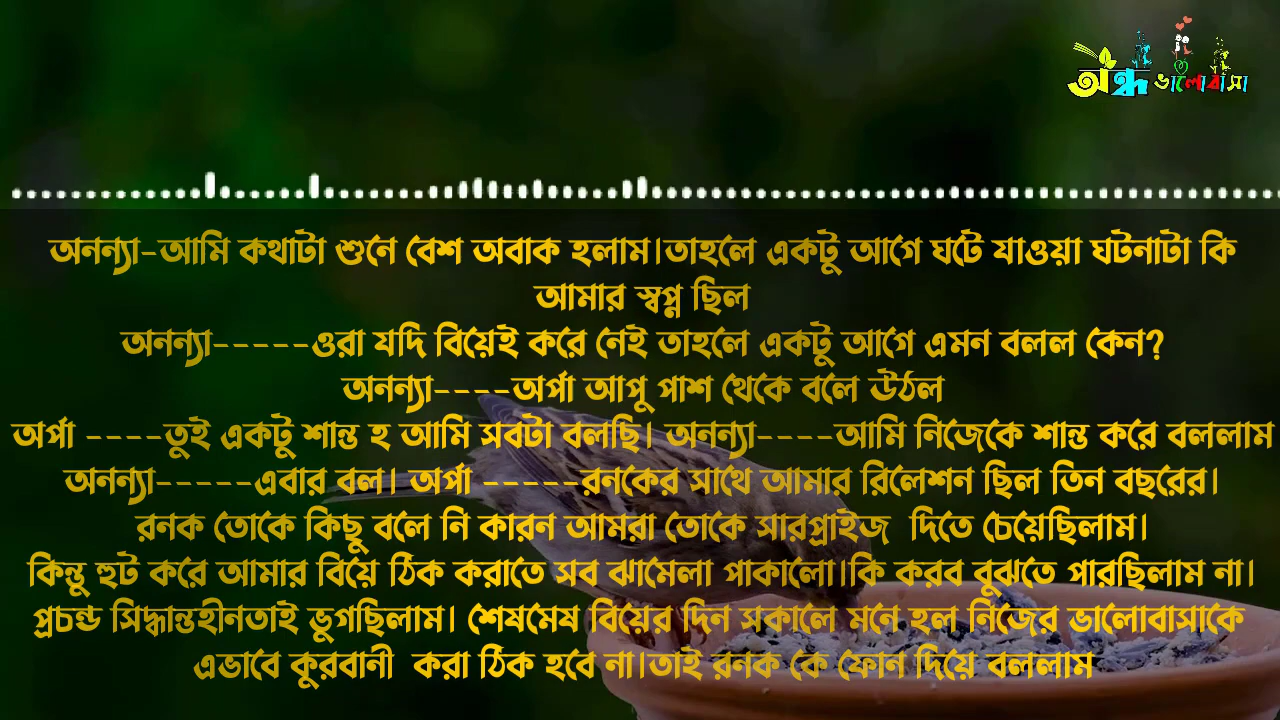 অন্ধ ভালোবাসা
অনন্যা-আমি কথাটা শুনে বেশ অবাক হলাম।তাহলে একটু আগে ঘটে যাওয়া ঘটনাটা কি
আমার স্বপ্ন ছিল
অনন্যা-----ওরা যদি বিয়েই করে নেই তাহলে একটু আগে এমন বলল কেন?
অনন্যা----অর্পা আপু পাশ থেকে বলে উঠল
অর্পা ----তুই একটু শান্ত হ আমি সবটা বলছি। অনন্যা----আমি নিজেকে শান্ত করে বললাম
অনন্যা-----এবার বল। অর্পা -----রনকের সাথে আমার রিলেশন ছিল তিন বছরের।
রনক তোকে কিছু বলে নি কারন আমরা তোকে সারপ্রাইজ দিতে চেয়েছিলাম।
কিন্তু হুট করে আমার বিয়ে ঠিক করাতে সব ঝামেলা পাকালো।কি করব বুঝতে পারছিলাম না।
প্রচন্ড সিদ্ধান্তহীনতাই ভুগছিলাম। শেষমেষ বিয়ের দিন সকালে মনে হল নিজের ভালোবাসাকে
এভাবে কুরবানী করা ঠিক হবে না।তাই রনক কে ফোন দিয়ে বললাম